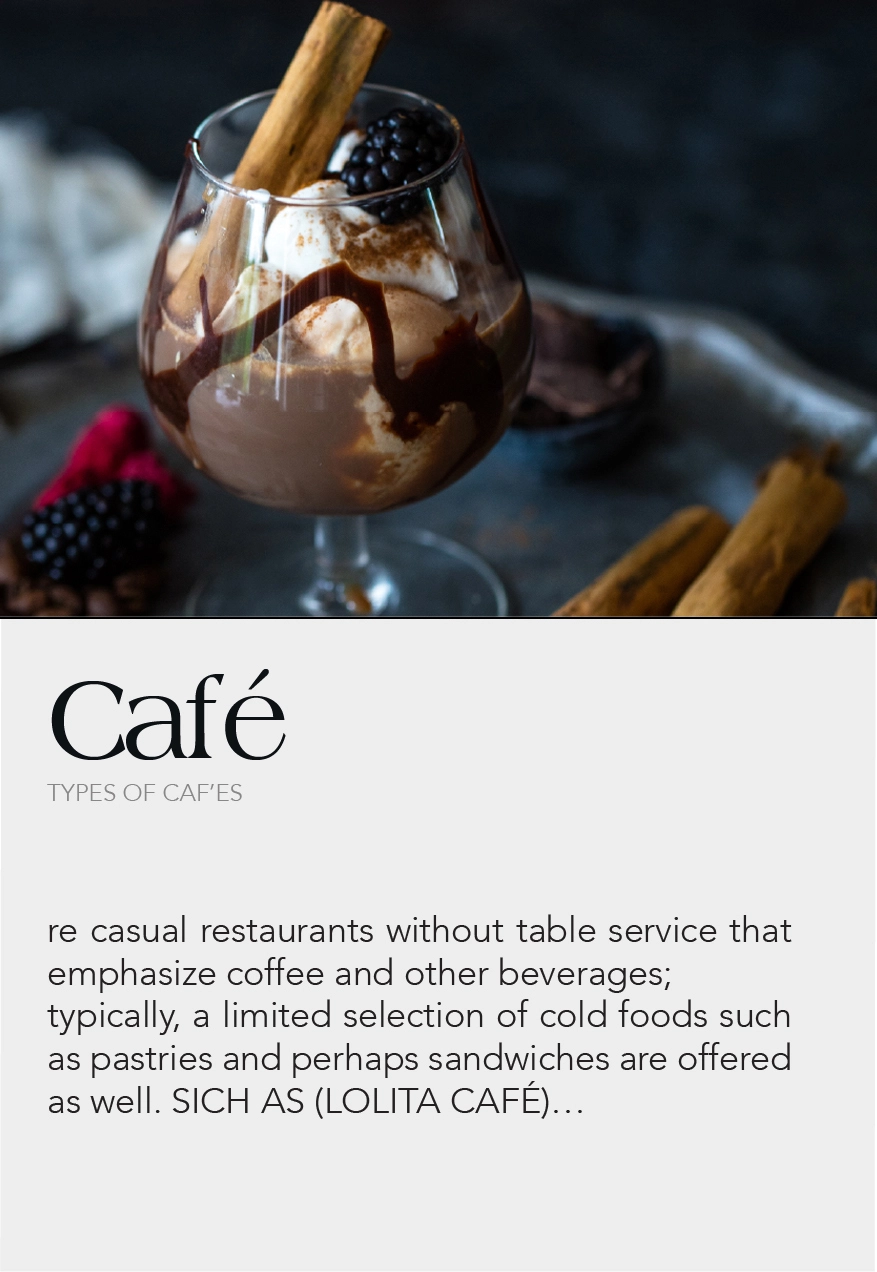 Café
TYPES OF CAF’ES
re casual restaurants without table service that
emphasize coffee and other beverages;
typically, a limited selection of cold foods such
as pastries and perhaps sandwiches are offered
as well. SICH AS (LOLITA CAFÉ)…